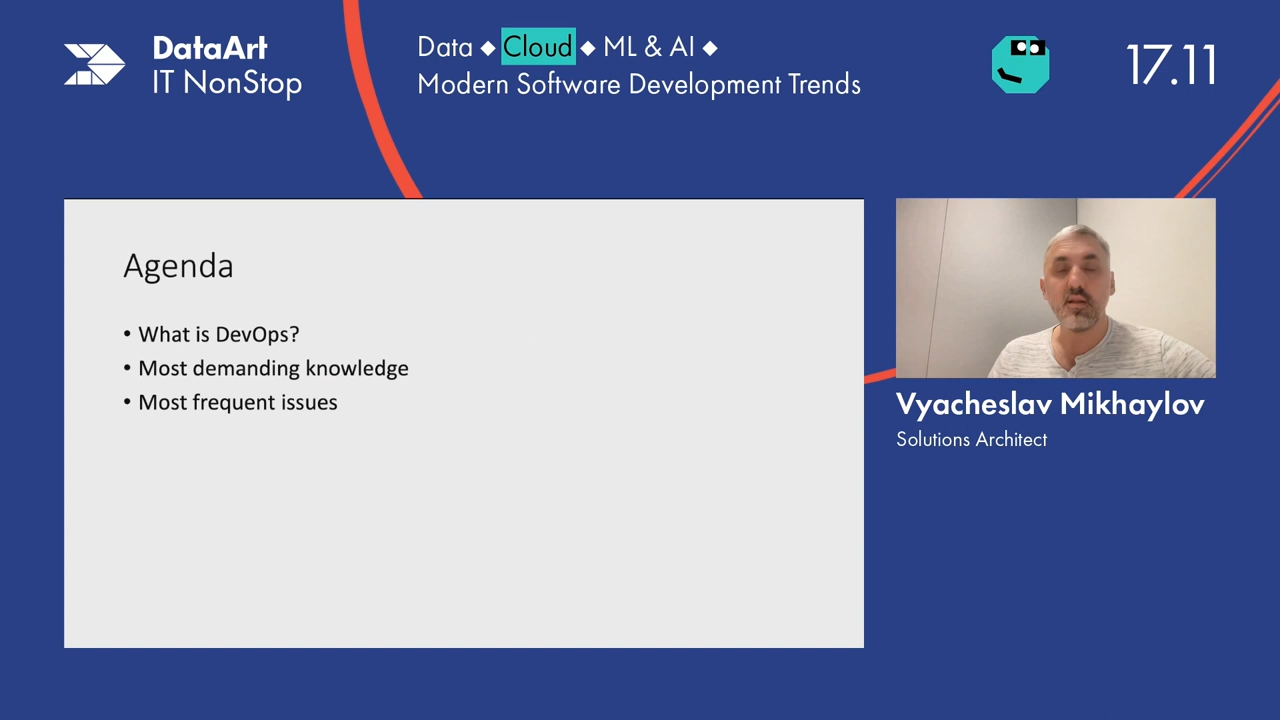 DataArt
IT NonStop
Data ◆ Cloud ◆ ML & AI ◆
Modern Software Development Trends
17.11
Agenda
• What is DevOps?
• Most demanding knowledge
• Most frequent issues
Vyacheslav Mikhaylov
Solutions Architect